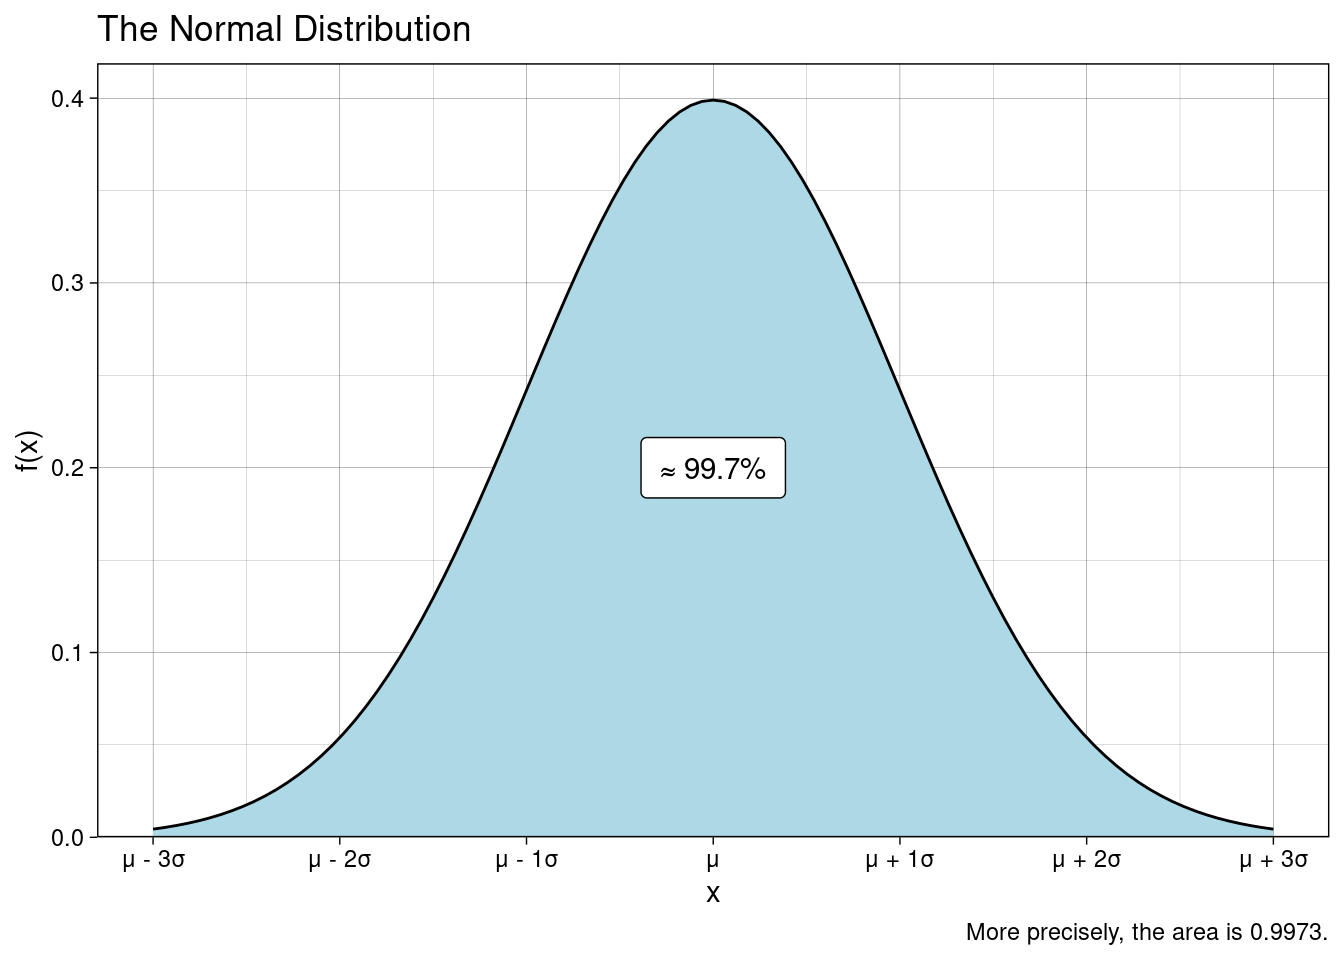 The Normal Distribution
0.4
0.3
f(x)
≈ 99.7%
0.2
0.1
0.0
μ - 3σ μ - 2σ μ - 1σ μ μ + 1σ μ + 2σ μ + 3σ
x
More precisely, the area is 0.9973.